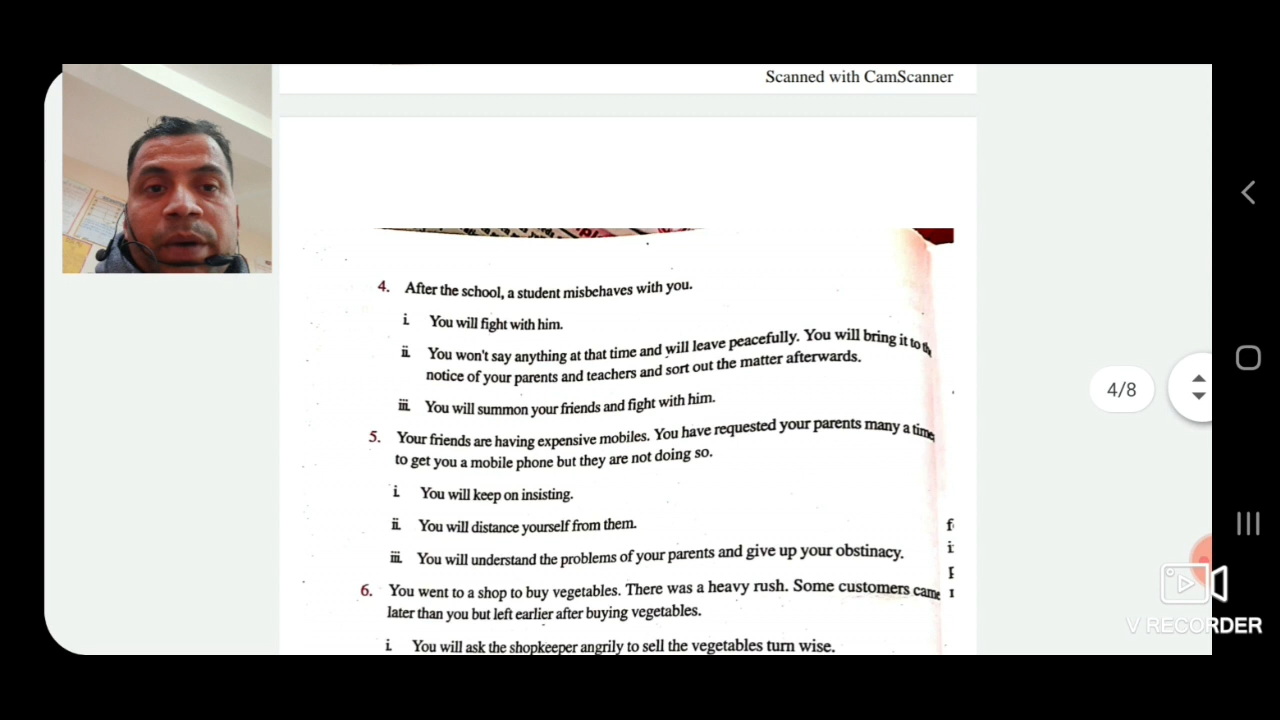 Scanned with CamScanner
4. After the school, a student misbehaves with you.
i. You will fight with him.
ii. You won't say anything at that time and will leave peacefully. You will bring it to
notice of your parents and teachers and sort out the matter afterwards.
iii. You will summon your friends and fight with him.
5. Your friends are having expensive mobiles. You have requested your parents many a time
to get you a mobile phone but they are not doing so.
i. You will keep on insisting.
ii. You will distance yourself from them.
iii. You will understand the problems of your parents and give up your obstinacy.
6. You went to a shop to buy vegetables. There was a heavy rush. Some customers came
later than you but left earlier after buying vegetables.
i. You will ask the shopkeeper angrily to sell the vegetables turn wise.
4/8
V RECORDER